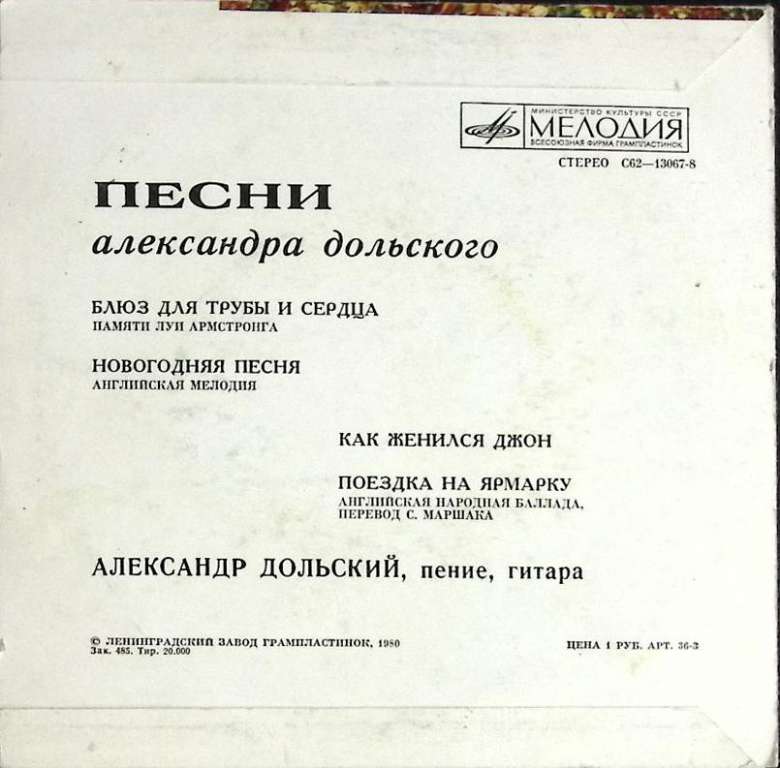 МИНИСТЕРСТВО КУЛЬТУРЫ СССР
МЕЛОДИЯ
ВСЕСОЮЗНАЯ ФИРМА ГРАМПЛАСТИНОК
СТЕРЕО С62—13067-8
ПЕСНИ
александра дольского
БЛЮЗ ДЛЯ ТРУБЫ И СЕРДЦА
ПАМЯТИ ЛУИ АРМСТРОНГА
НОВОГОДНЯЯ ПЕСНЯ
АНГЛИЙСКАЯ МЕЛОДИЯ
КАК ЖЕНИЛСЯ ДЖОН
ПОЕЗДКА НА ЯРМАРКУ
АНГЛИЙСКАЯ НАРОДНАЯ БАЛЛАДА,
ПЕРЕВОД С. МАРШАКА
АЛЕКСАНДР ДОЛЬСКИЙ, пение, гитара
© ЛЕНИНГРАДСКИЙ ЗАВОД ГРАМПЛАСТИНОК, 1980
Зак. 485. Тир. 20.000
ЦЕНА 1 РУБ. АРТ. 36-3